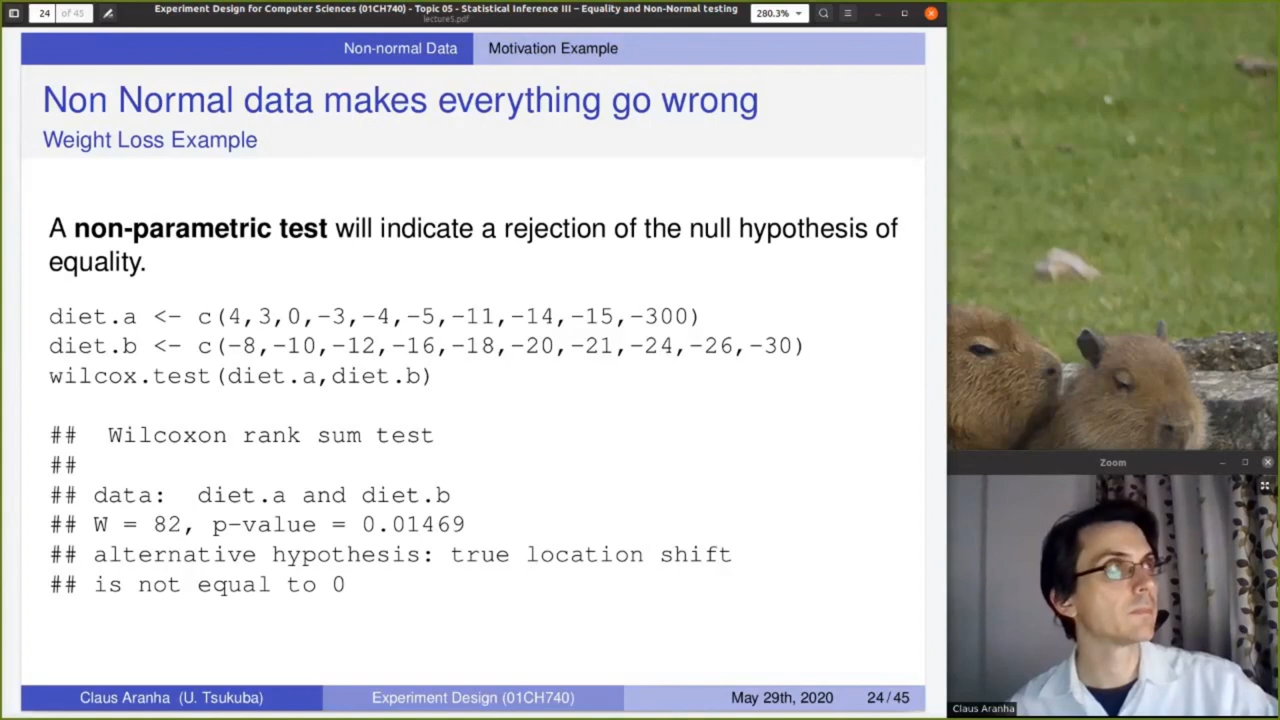 24 of 45
Experiment Design for Computer Sciences (01CH740) - Topic 05 - Statistical Inference III – Equality and Non-Normal testing
lecture5.pdf
280.3%
Non-normal Data Motivation Example
Non Normal data makes everything go wrong
Weight Loss Example
A non-parametric test will indicate a rejection of the null hypothesis of
equality.
diet.a <- c(4,3,0,-3,-4,-5,-11,-14,-15,-300)
diet.b <- c(-8,-10,-12,-16,-18,-20,-21,-24,-26,-30)
wilcox.test(diet.a,diet.b)
##  Wilcoxon rank sum test
##
## data:  diet.a and diet.b
## W = 82, p-value = 0.01469
## alternative hypothesis: true location shift
## is not equal to 0
Claus Aranha (U. Tsukuba) Experiment Design (01CH740) May 29th, 2020 24/45
Zoom
Claus Aranha